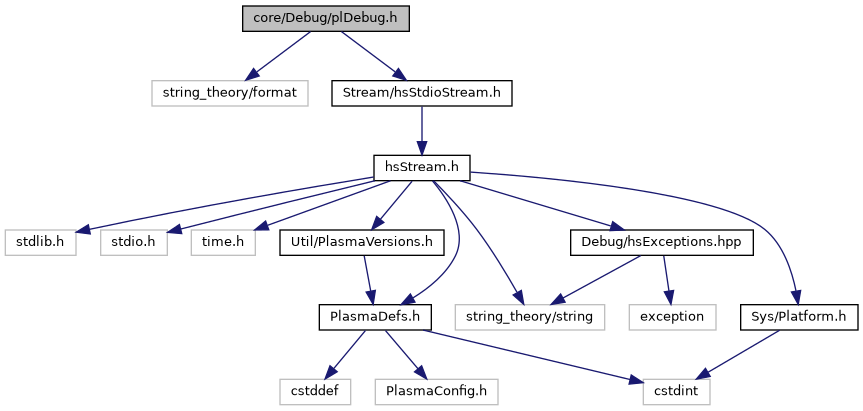 core/Debug/plDebug.h
string_theory/format
Stream/hsStdioStream.h
hsStream.h
stdlib.h
stdio.h
time.h
Util/PlasmaVersions.h
Debug/hsExceptions.hpp
PlasmaDefs.h
string_theory/string
exception
Sys/Platform.h
cstddef
PlasmaConfig.h
cstdint